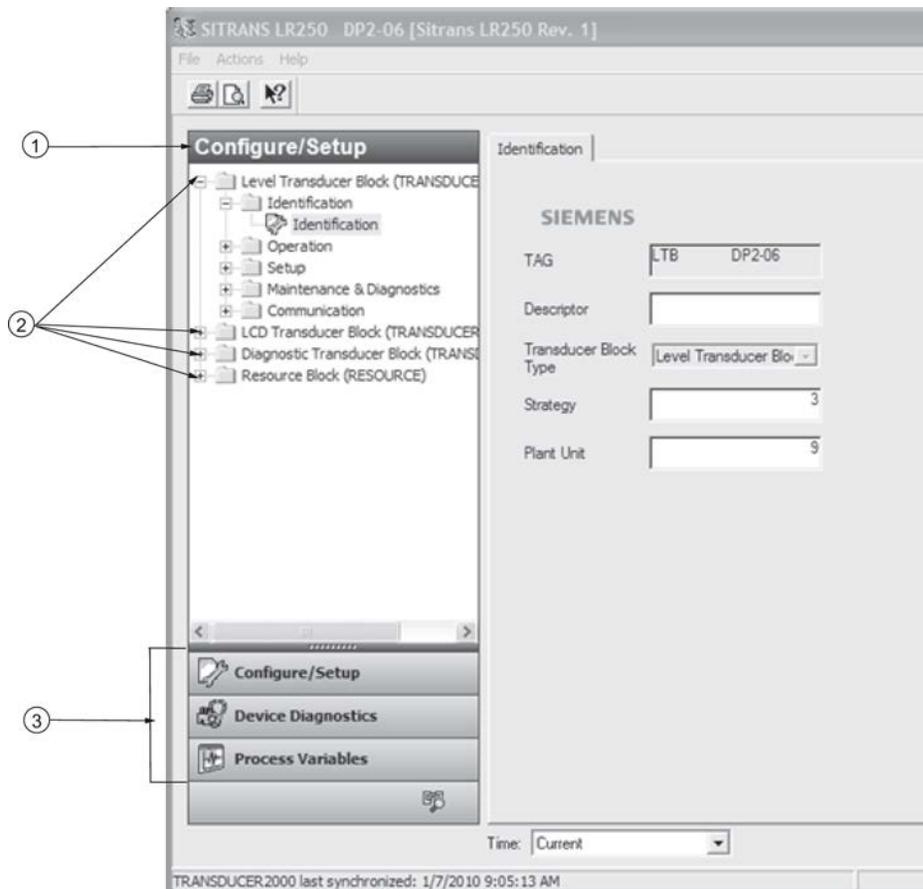 SITRANS LR250 DP2-06 [Sitrans LR250 Rev. 1]
File Actions Help
1
Configure/Setup
Level Transducer Block (TRANSDUCE
Identification
Identification
Operation
Setup
Maintenance & Diagnostics
Communication
2
LCD Transducer Block (TRANSDUCER
Diagnostic Transducer Block (TRANS
Resource Block (RESOURCE)
3
Configure/Setup
Device Diagnostics
Process Variables
Identification
SIEMENS
TAG LTB DP2-06
Descriptor
Transducer Block Level Transducer Blo
Type
Strategy 3
Plant Unit 9
Time: Current
TRANSDUCER2000 last synchronized: 1/7/2010 9:05:13 AM